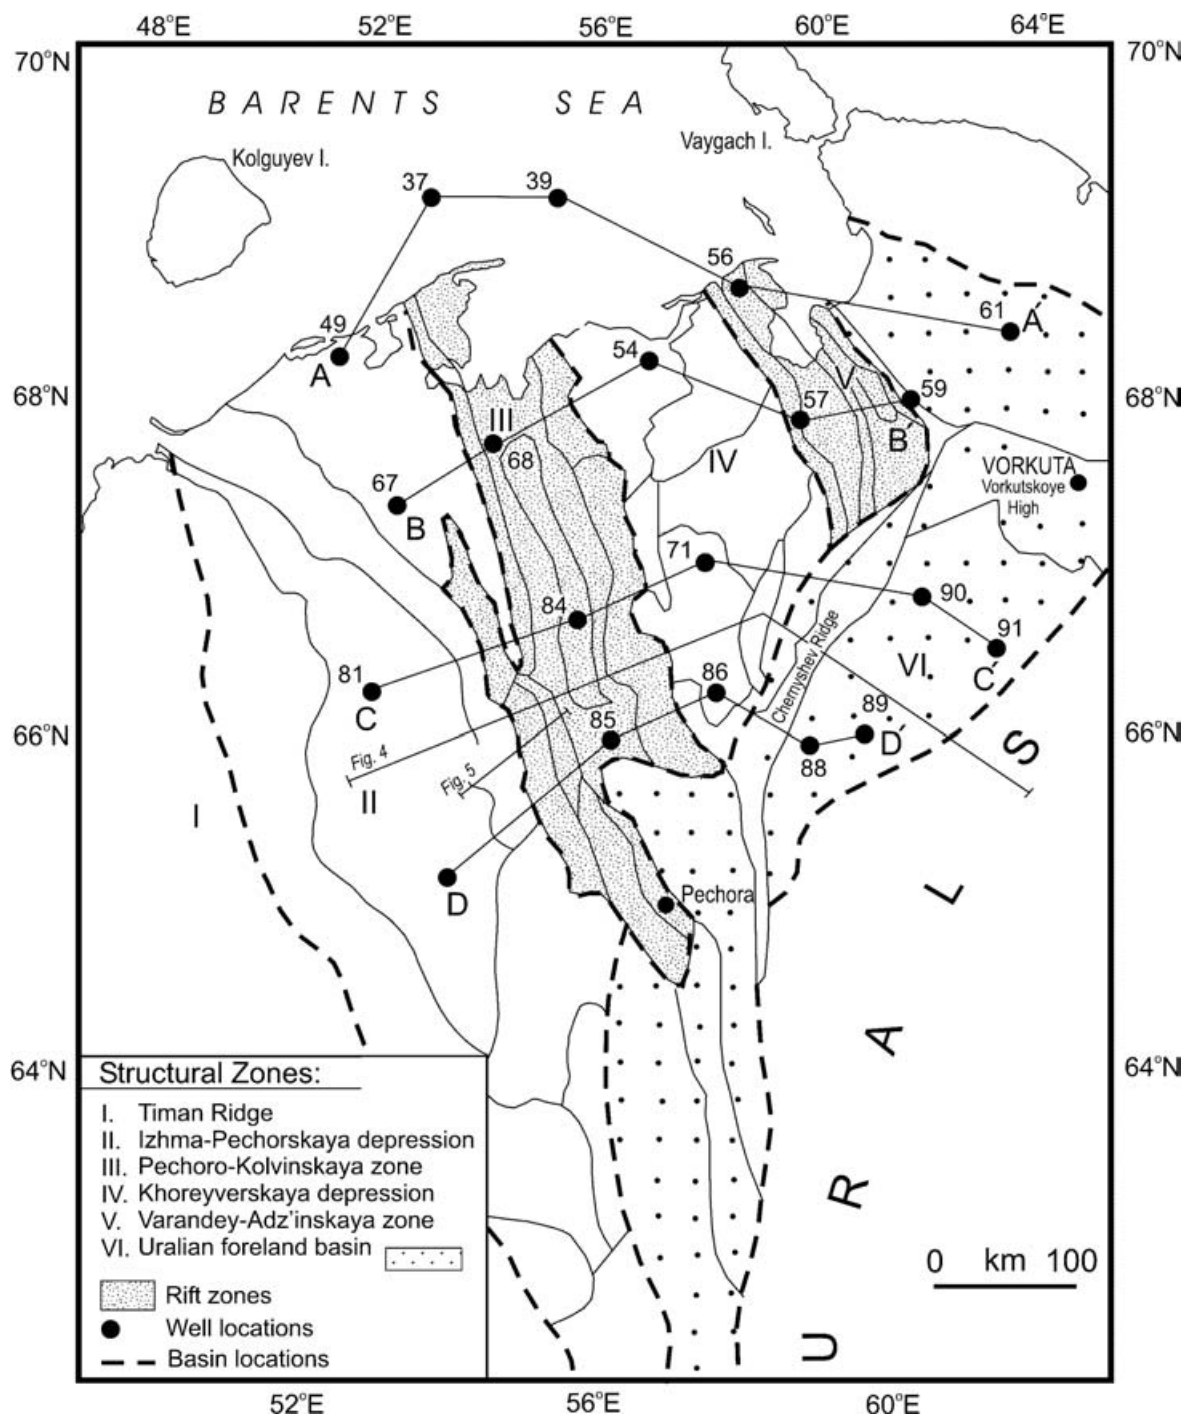 48°E 52°E 56°E 60°E 64°E
70°N 70°N
BARENTS SEA
Vaygach I.
Kolguyev I.
37 39
56
61
A´
49
A
54
68°N 68°N
57 59
V
B´
III
68
IV
VORKUTA
Vorkutskoye
High
67
B
71
84
90
91
C´
VI
Chernyshev Ridge
81
C
86
89
D´
88
85
66°N 66°N
Fig. 4
Fig. 5
I
II
D
Pechora
URALS
64°N 64°N
Structural Zones:
I. Timan Ridge
II. Izhma-Pechorskaya depression
III. Pechoro-Kolvinskaya zone
IV. Khoreyverskaya depression
V. Varandey-Adz'inskaya zone
VI. Uralian foreland basin
Rift zones
Well locations
Basin locations
0 km 100
52°E 56°E 60°E